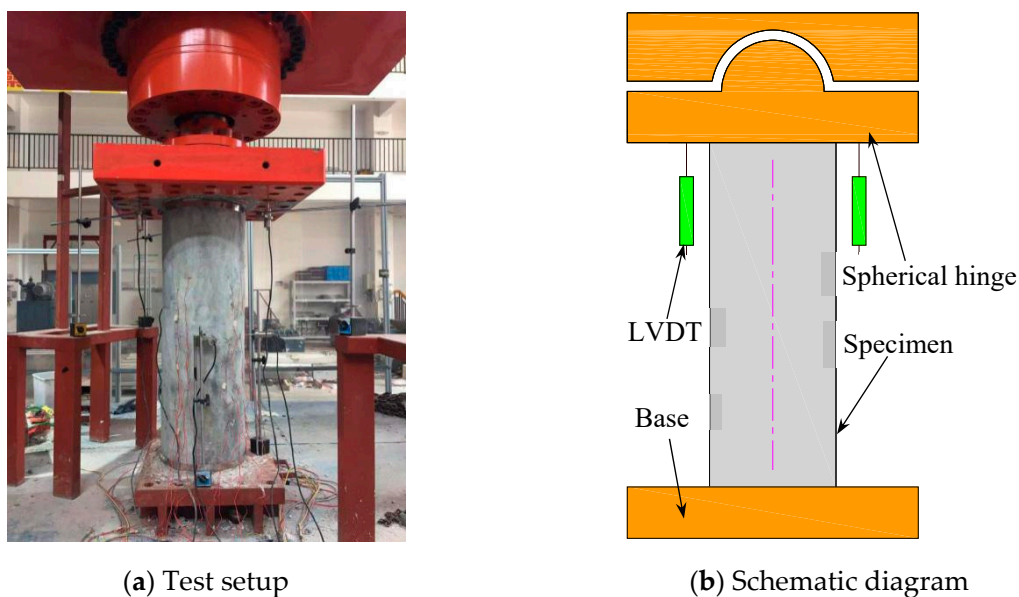 Spherical hinge
LVDT
Specimen
Base
(a) Test setup
(b) Schematic diagram